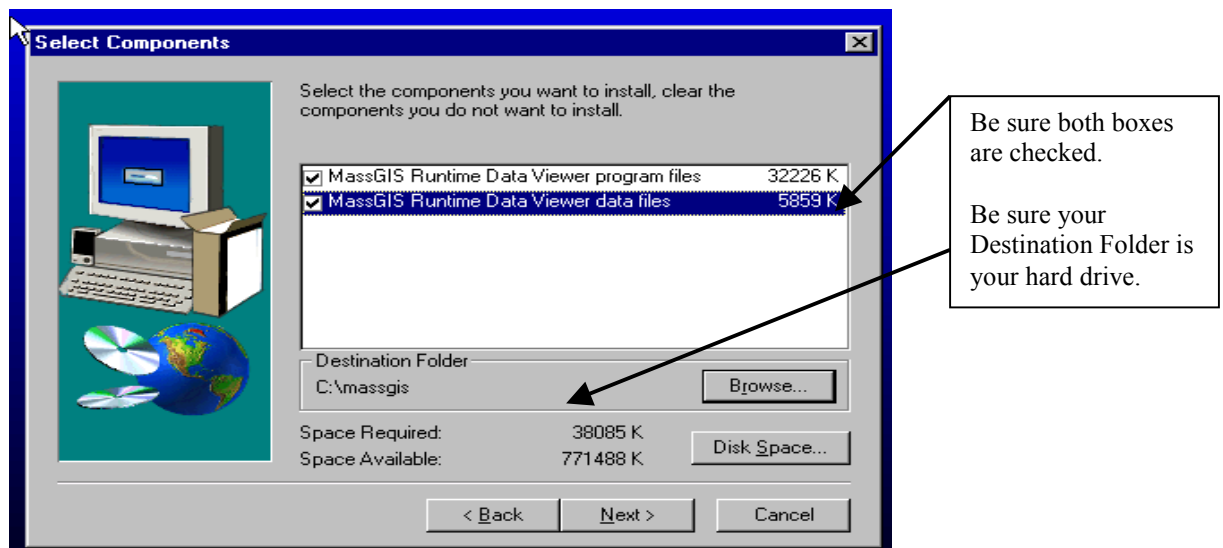 Select Components
Select the components you want to install, clear the
components you do not want to install.
MassGIS Runtime Data Viewer program files 32226 K
MassGIS Runtime Data Viewer data files 5859 K
Destination Folder
C:\massgis
Browse...
Space Required: 38085 K
Space Available: 771488 K
Disk Space...
< Back
Next >
Cancel
Be sure both boxes
are checked.
Be sure your
Destination Folder is
your hard drive.